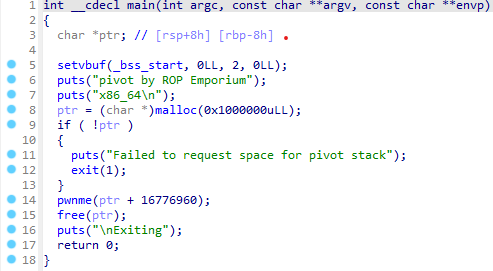 1 int __cdecl main(int argc, const char **argv, const char **envp)
2 {
3 char *ptr; // [rsp+8h] [rbp-8h]
4
5 setvbuf(_bss_start, 0LL, 2, 0LL);
6 puts("pivot by ROP Emporium");
7 puts("x86_64\n");
8 ptr = (char *)malloc(0x1000000uLL);
9 if ( !ptr )
10 {
11 puts("Failed to request space for pivot stack");
12 exit(1);
13 }
14 pwnme(ptr + 16776960);
15 free(ptr);
16 puts("\nExiting");
17 return 0;
18 }